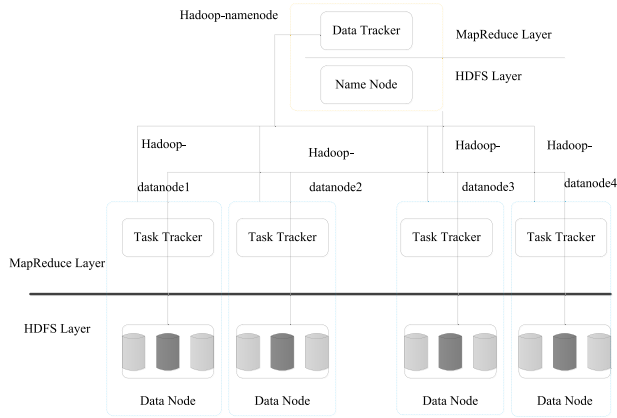 Hadoop-namenode
Data Tracker
MapReduce Layer
HDFS Layer
Name Node
Hadoop-
Hadoop-
Hadoop-
Hadoop-
datanode1
datanode2
datanode3
datanode4
Task Tracker
Task Tracker
Task Tracker
Task Tracker
MapReduce Layer
HDFS Layer
Data Node
Data Node
Data Node
Data Node